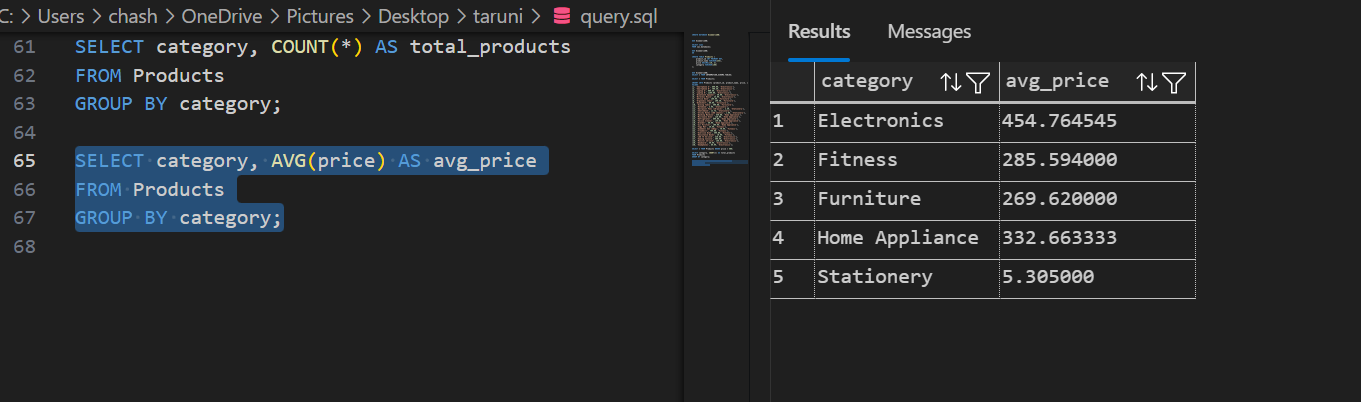 C: > Users > chash > OneDrive > Pictures > Desktop > taruni > query.sql
61 SELECT category, COUNT(*) AS total_products
62 FROM Products
63 GROUP BY category;
64
65 SELECT category, AVG(price) AS avg_price
66 FROM Products
67 GROUP BY category;
68
Results Messages
category avg_price
1 Electronics 454.764545
2 Fitness 285.594000
3 Furniture 269.620000
4 Home Appliance 332.663333
5 Stationery 5.305000